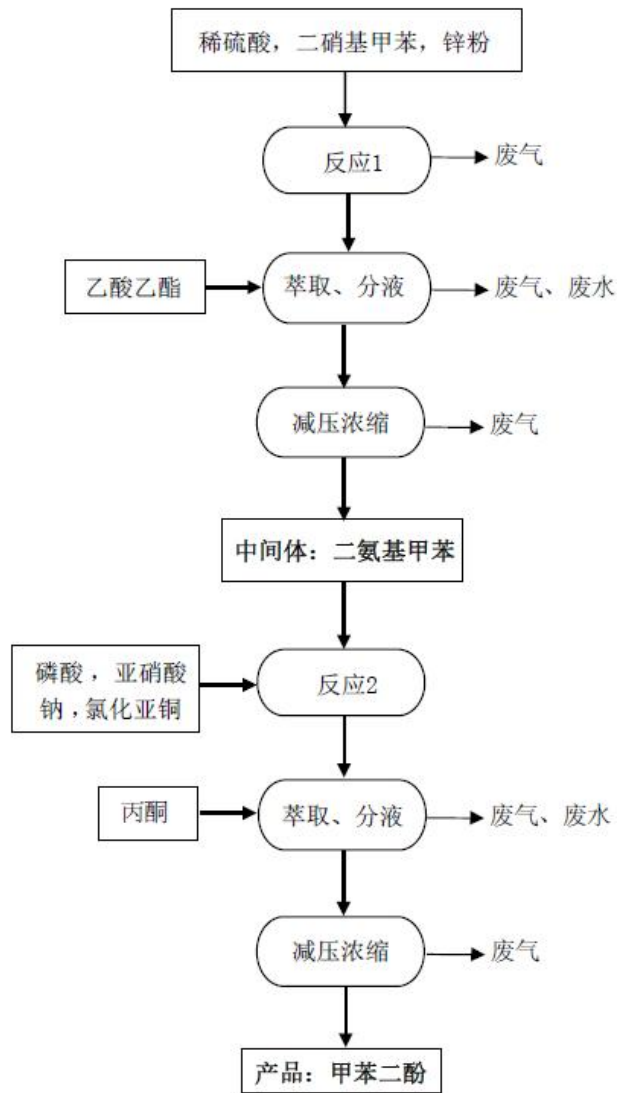 稀硫酸，二硝基甲苯，锌粉
反应1
废气
乙酸乙酯
萃取、分液
废气、废水
减压浓缩
废气
中间体：二氨基甲苯
磷酸，亚硝酸
钠，氯化亚铜
反应2
丙酮
萃取、分液
废气、废水
减压浓缩
废气
产品：甲苯二酚